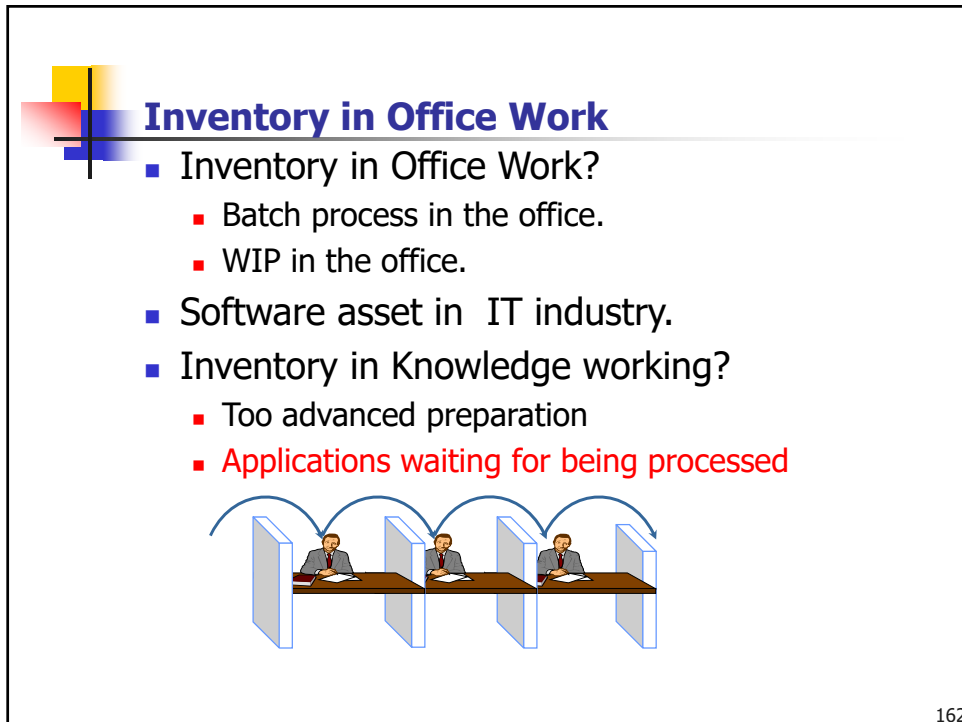 Inventory in Office Work
Inventory in Office Work?
Batch process in the office.
WIP in the office.
Software asset in IT industry.
Inventory in Knowledge working?
Too advanced preparation
Applications waiting for being processed
162